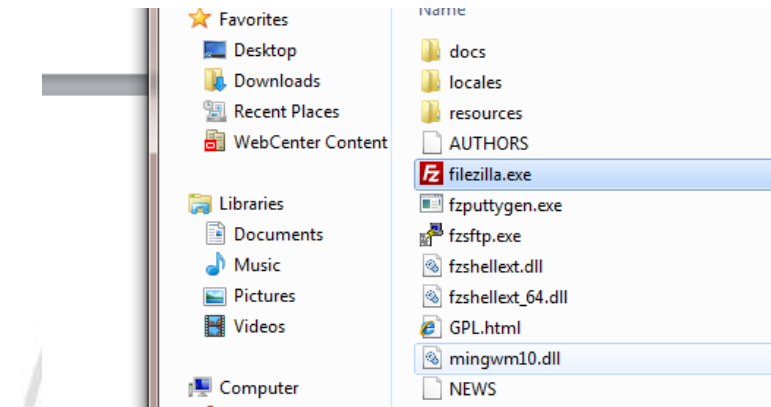 Favorites
Desktop
Downloads
Recent Places
WebCenter Content
Libraries
Documents
Music
Pictures
Videos
Computer
Name
docs
locales
resources
AUTHORS
filezilla.exe
fzputtygen.exe
fzsftp.exe
fzshellext.dll
fzshellext_64.dll
GPL.html
mingwm10.dll
NEWS